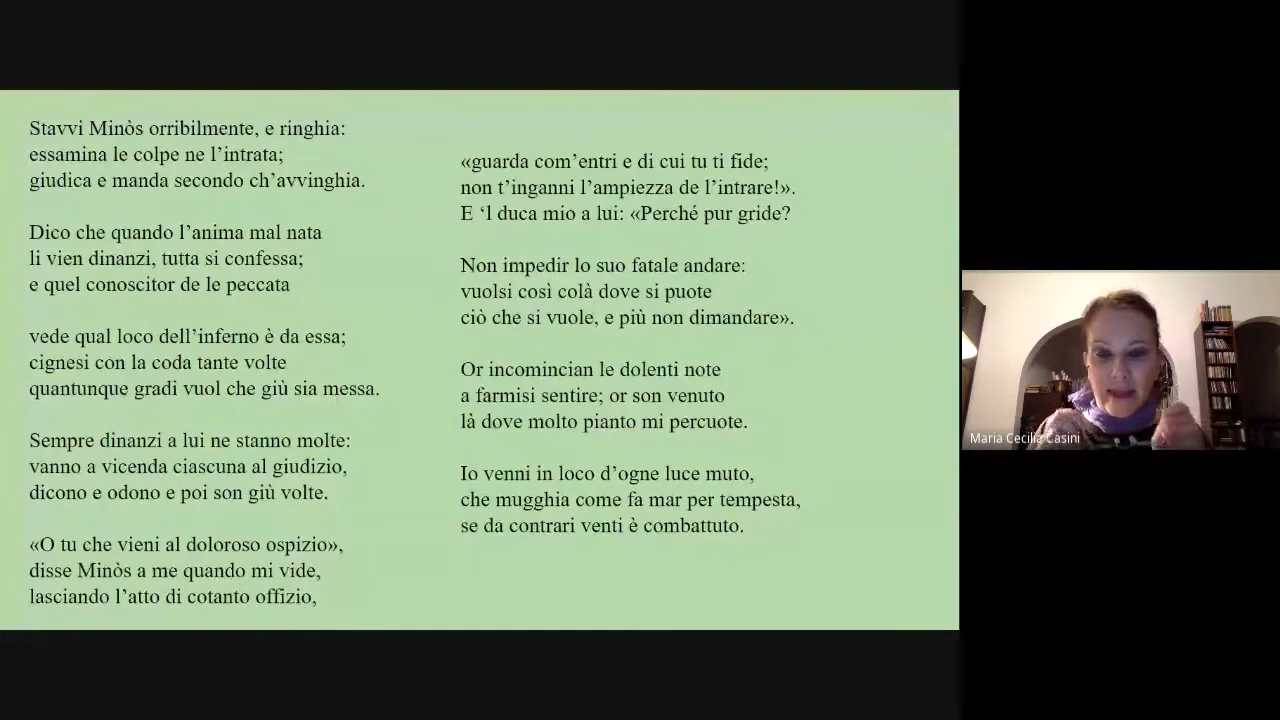 Stavvi Minòs orribilmente, e ringhia:
essamina le colpe ne l’intrata;
giudica e manda secondo ch’avvinghia.
Dico che quando l’anima mal nata
li vien dinanzi, tutta si confessa;
e quel conoscitor de le peccata
vede qual loco dell’inferno è da essa;
cignesi con la coda tante volte
quantunque gradi vuol che giù sia messa.
Sempre dinanzi a lui ne stanno molte:
vanno a vicenda ciascuna al giudizio,
dicono e odono e poi son giù volte.
«O tu che vieni al doloroso ospizio»,
disse Minòs a me quando mi vide,
lasciando l’atto di cotanto offizio,
«guarda com’entri e di cui tu ti fide;
non t’inganni l’ampiezza de l’intrare!».
E ‘l duca mio a lui: «Perché pur gride?
Non impedir lo suo fatale andare:
vuolsi così colà dove si puote
ciò che si vuole, e più non dimandare».
Or incomincian le dolenti note
a farmisi sentire; or son venuto
là dove molto pianto mi percuote.
Io venni in loco d’ogne luce muto,
che mugghia come fa mar per tempesta,
se da contrari venti è combattuto.
Maria Cecilia Casini